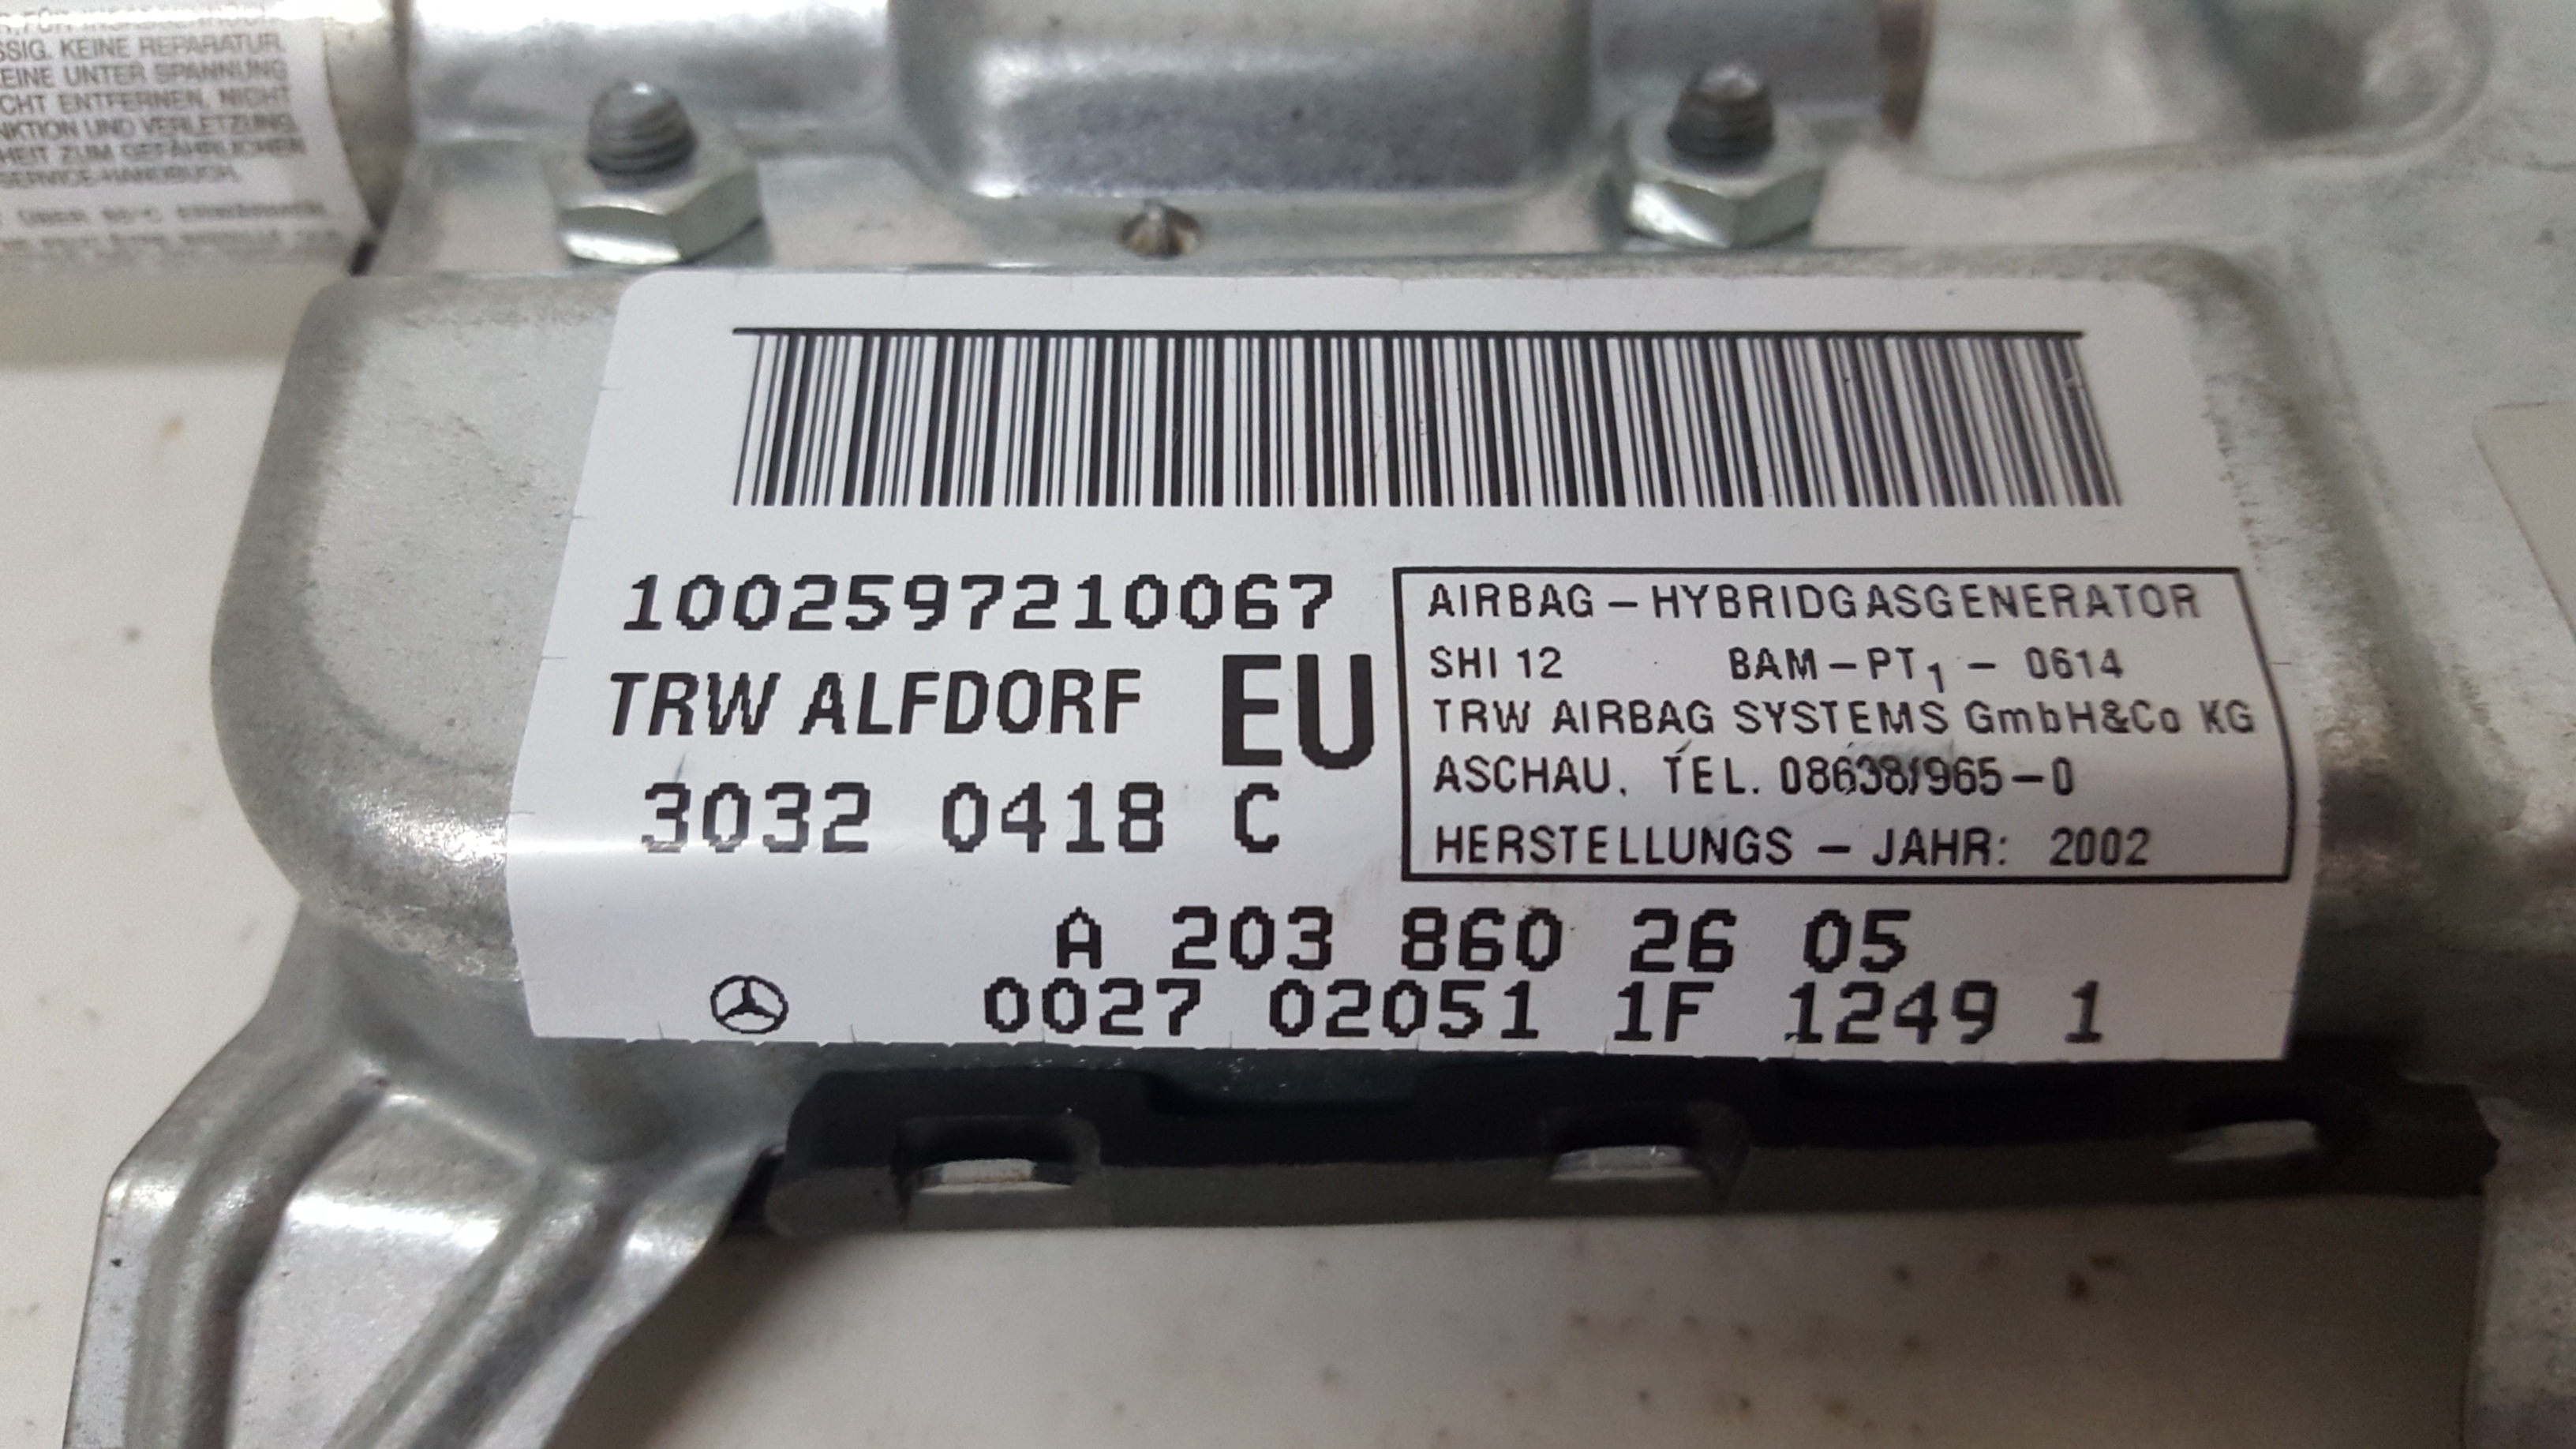 SSIG. KEINE REPARATUR.
EINE UNTER SPANNUNG
CHT ENTFERNEN, NICHT
NKTION UND VERLETZUNG.
HEIT ZUM GEFÄHRLICHEN
SERVICE-HANDBUCH.
1002597210067
TRW ALFDORF EU
3032 0418 C
AIRBAG – HYBRIDGASGENERATOR
SHI 12 BAM – PT1 – 0614
TRW AIRBAG SYSTEMS GmbH&Co KG
ASCHAU. TEL. 08638/965–0
HERSTELLUNGS – JAHR: 2002
A 203 860 26 05
0027 02051 1F 1249 1